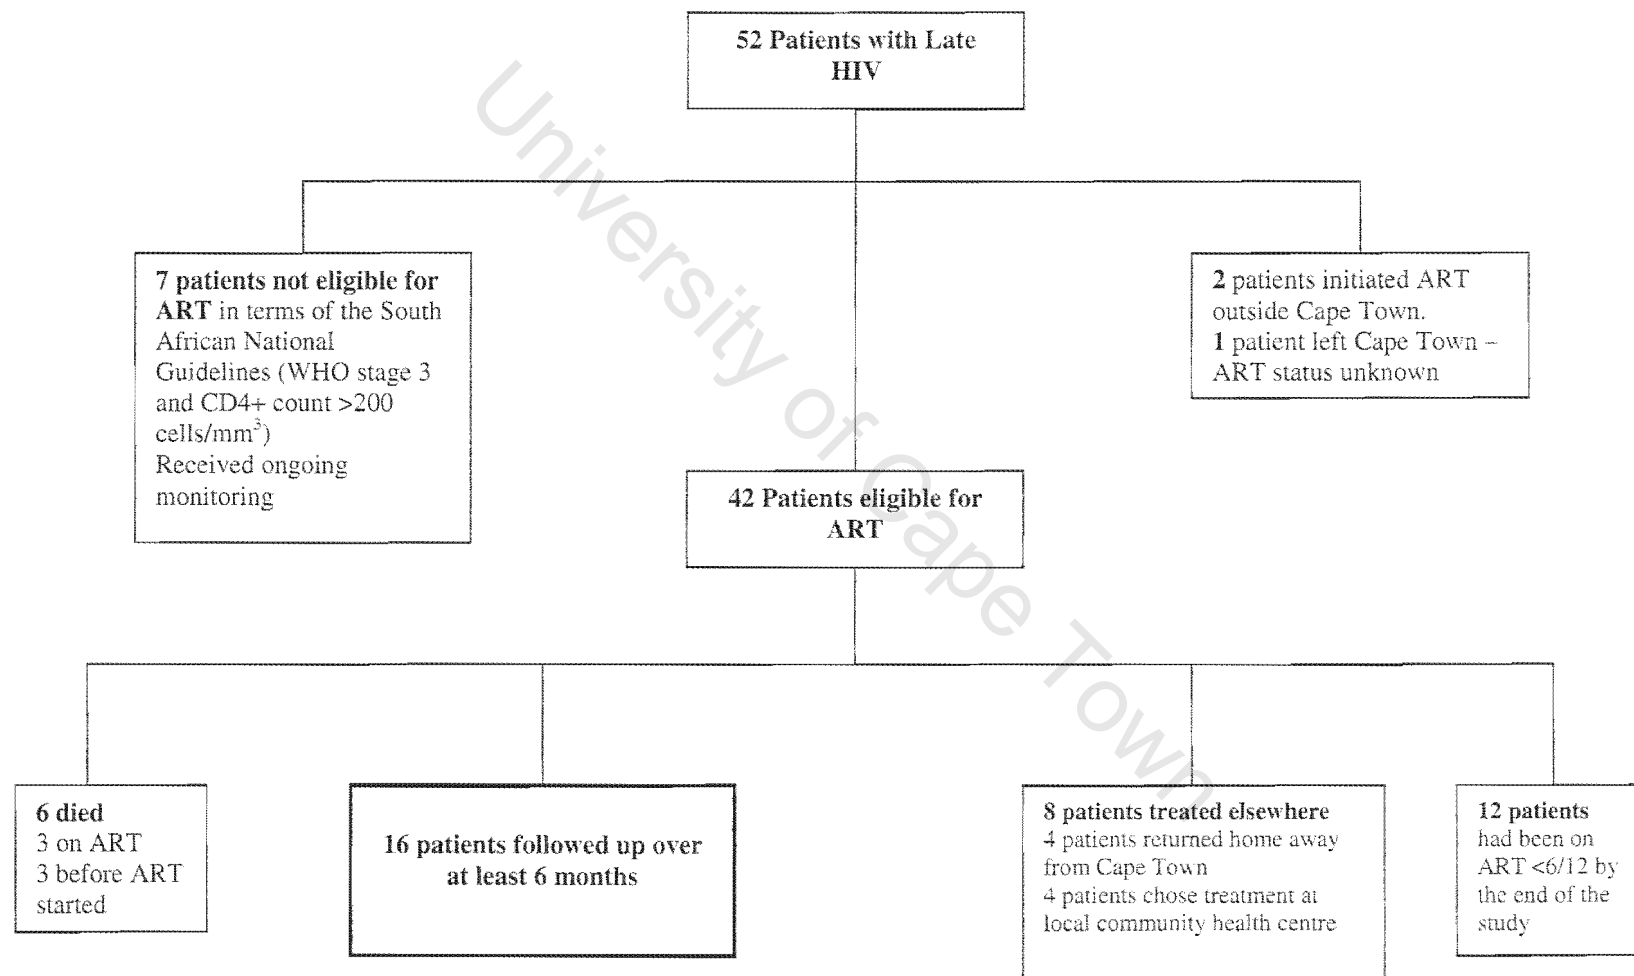 52 Patients with Late
HIV
7 patients not eligible for
ART in terms of the South
African National
Guidelines (WHO stage 3
and CD4+ count >200
cells/mm³)
Received ongoing
monitoring
2 patients initiated ART
outside Cape Town.
1 patient left Cape Town –
ART status unknown
42 Patients eligible for
ART
6 died
3 on ART
3 before ART
started
16 patients followed up over
at least 6 months
8 patients treated elsewhere
4 patients returned home away
from Cape Town
4 patients chose treatment at
local community health centre
12 patients
had been on
ART <6/12 by
the end of the
study
University of Cape Town